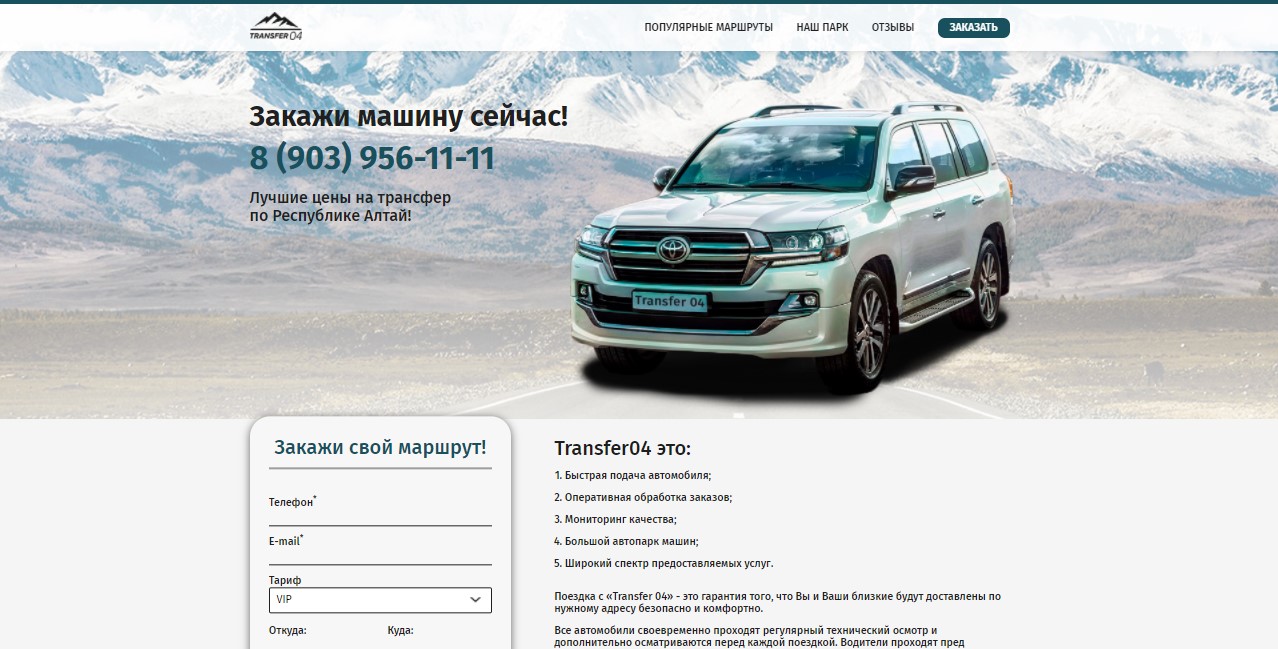 TRANSFER 04
ПОПУЛЯРНЫЕ МАРШРУТЫ
НАШ ПАРК
ОТЗЫВЫ
ЗАКАЗАТЬ
Закажи машину сейчас!
8 (903) 956-11-11
Лучшие цены на трансфер
по Республике Алтай!
Transfer 04
Закажи свой маршрут!
Телефон*
E-mail*
Тариф
VIP
Откуда:
Куда:
Transfer04 это:
1. Быстрая подача автомобиля;
2. Оперативная обработка заказов;
3. Мониторинг качества;
4. Большой автопарк машин;
5. Широкий спектр предоставляемых услуг.
Поездка с «Transfer 04» - это гарантия того, что Вы и Ваши близкие будут доставлены по
нужному адресу безопасно и комфортно.
Все автомобили своевременно проходят регулярный технический осмотр и
дополнительно осматриваются перед каждой поездкой. Водители проходят пред